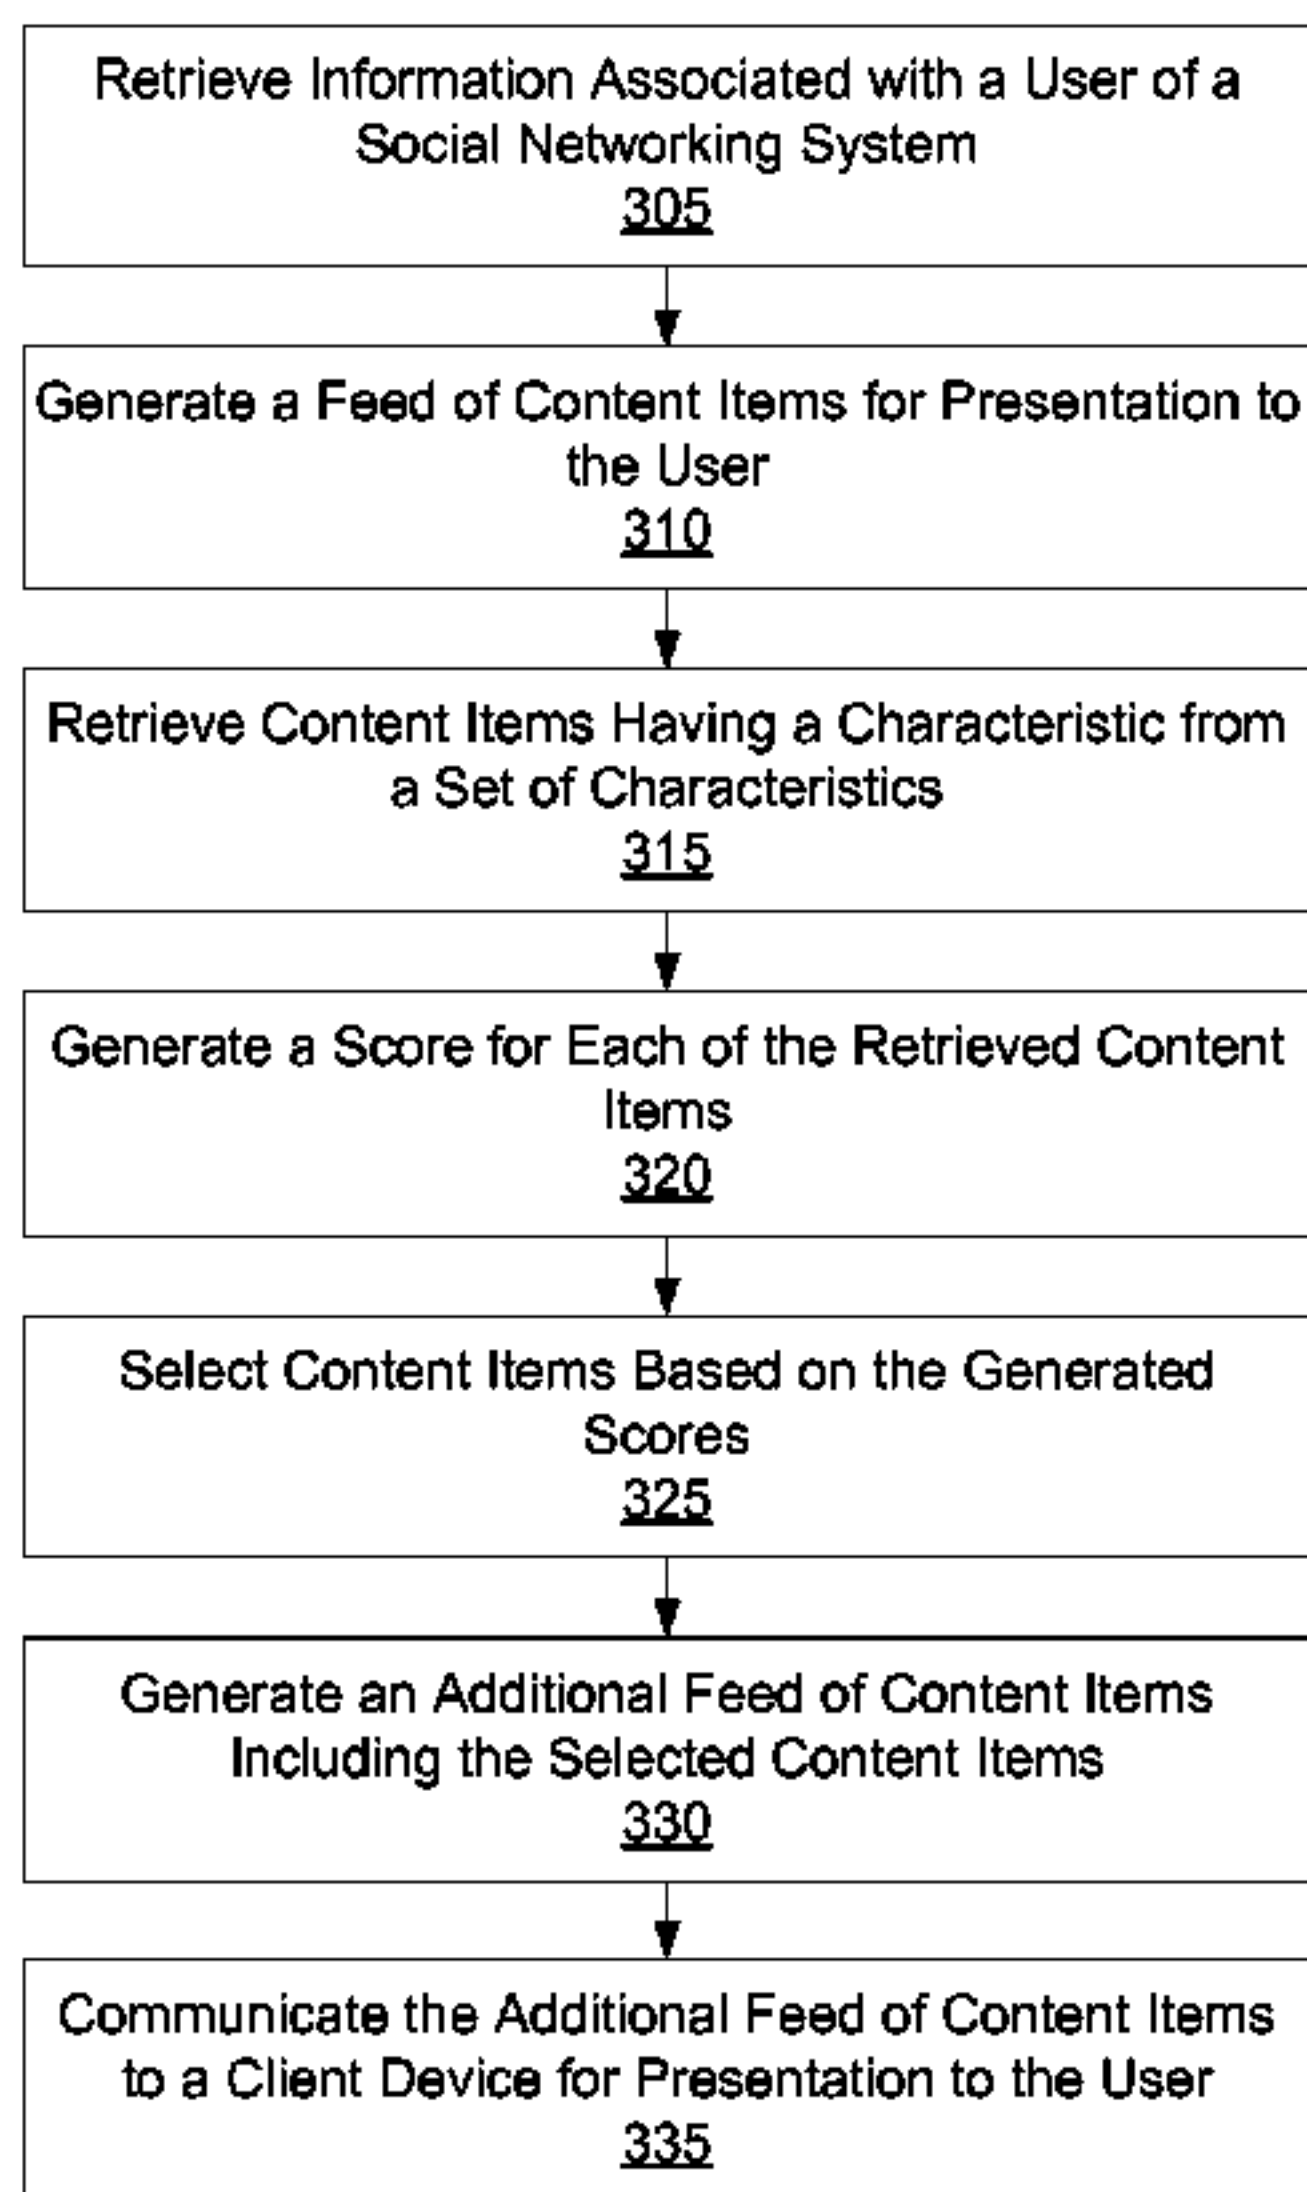 Retrieve Information Associated with a User of a
Social Networking System
305
Generate a Feed of Content Items for Presentation to
the User
310
Retrieve Content Items Having a Characteristic from
a Set of Characteristics
315
Generate a Score for Each of the Retrieved Content
Items
320
Select Content Items Based on the Generated
Scores
325
Generate an Additional Feed of Content Items
Including the Selected Content Items
330
Communicate the Additional Feed of Content Items
to a Client Device for Presentation to the User
335